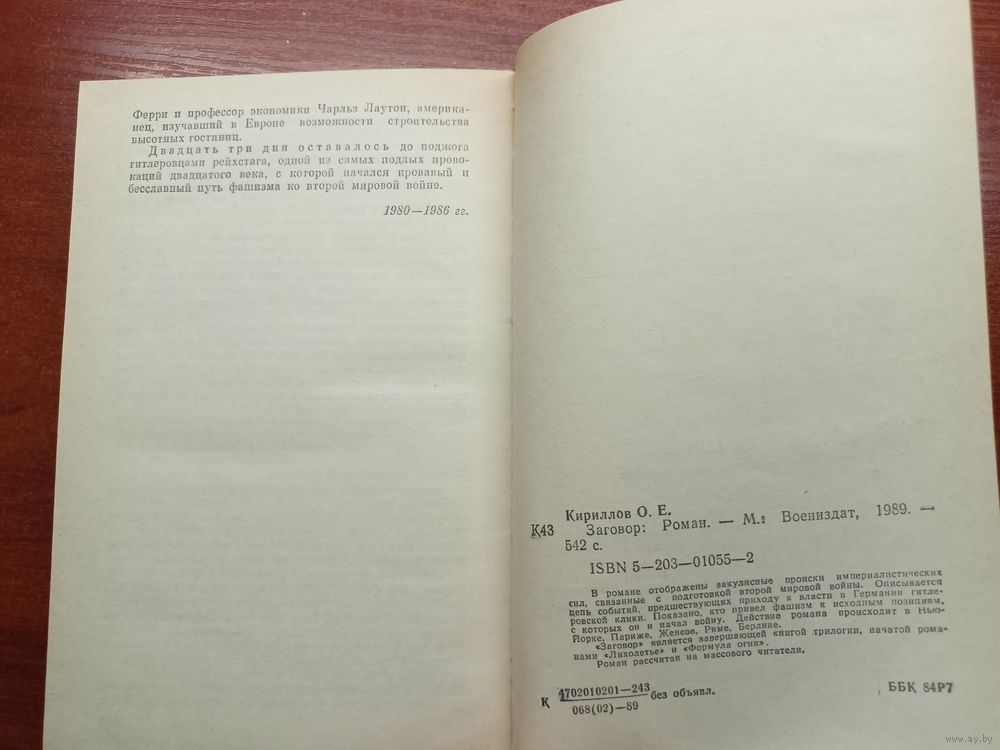 Ферри и профессор экономики Чарльз Лаутон, америка-
нец, изучавший в Европе возможности строительства
высотных гостиниц.
Двадцать три дня оставалось до поджога
гитлеровцами рейхстага, одной из самых подлых прово-
каций двадцатого века, с которой начался кровавый и
бесславный путь фашизма ко второй мировой войне.
1980—1986 гг.
Кириллов О. Е.
К43 Заговор: Роман. — М.: Воениздат, 1989. —
542 с.
ISBN 5—203—01055—2
В романе отображены закулисные происки империалистических
сил, связанные с подготовкой второй мировой войны. Описывается
цепь событий, предшествующих приходу к власти в Германии гитле-
ровской клики. Показано, кто привел фашизм к исходным позициям,
с которых он и начал войну. Действие романа происходит в Нью-
Йорке, Париже, Женеве, Риме, Берлине.
«Заговор» является завершающей книгой трилогии, начатой рома-
нами «Лихолетье» и «Формула огня».
Роман рассчитан на массового читателя.
К 4702010201—243 без объявл. ББК 84Р7
068(02)—89
www.ay.by